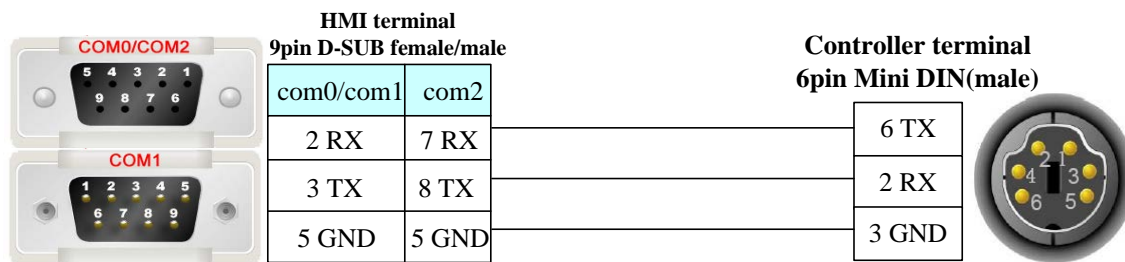 HMI terminal
9pin D-SUB female/male
COM0/COM2
5 4 3 2 1
9 8 7 6
COM1
1 2 3 4 5
6 7 8 9
com0/com1 com2
2 RX 7 RX
3 TX 8 TX
5 GND 5 GND
Controller terminal
6pin Mini DIN(male)
6 TX
2 RX
3 GND
2 1
4 3
6 5